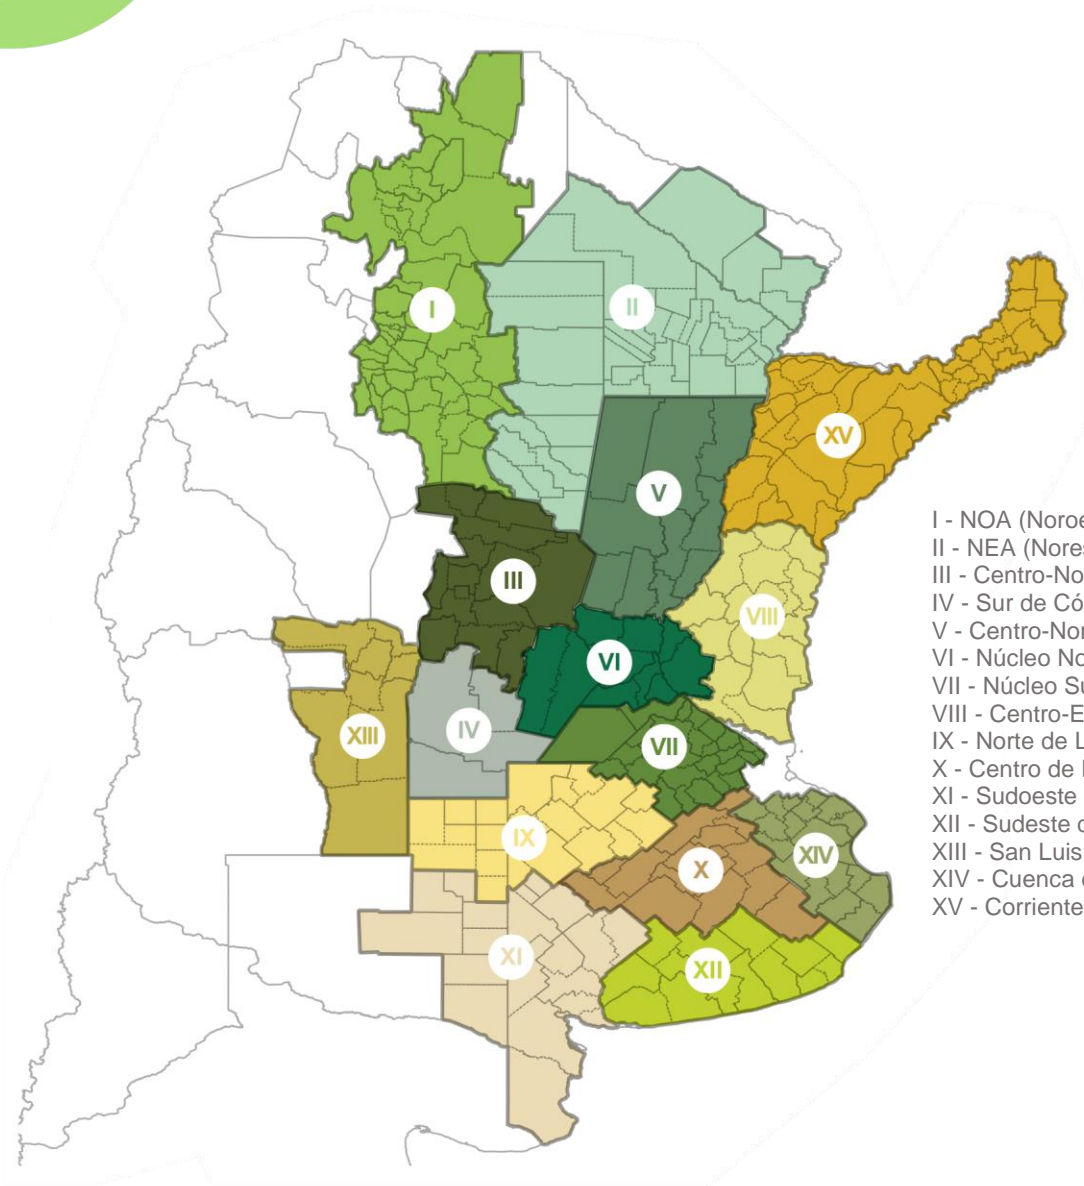 I
II
XV
V
III
VIII
VI
IV
XIII
VII
IX
XIV
X
XI
XII
I - NOA (Noroe
II - NEA (Nores
III - Centro-No
IV - Sur de Có
V - Centro-Nor
VI - Núcleo No
VII - Núcleo Su
VIII - Centro-E
IX - Norte de L
X - Centro de
XI - Sudoeste
XII - Sudeste
XIII - San Luis
XIV - Cuenca
XV - Corriente